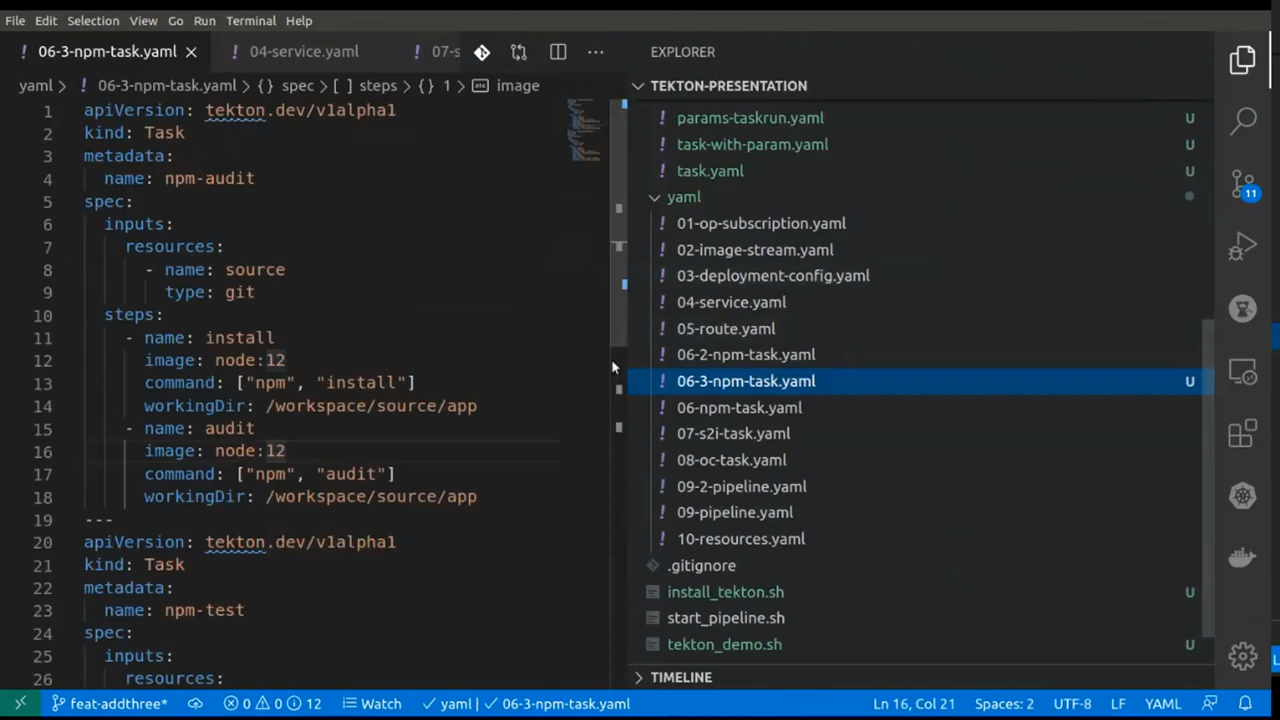 File Edit Selection View Go Run Terminal Help
06-3-npm-task.yaml 04-service.yaml 07-s
yaml > ! 06-3-npm-task.yaml > {} spec > [ ] steps > {} 1 > image
1 apiVersion: tekton.dev/v1alpha1
2 kind: Task
3 metadata:
4 name: npm-audit
5 spec:
6 inputs:
7 resources:
8 - name: source
9 type: git
10 steps:
11 - name: install
12 image: node:12
13 command: ["npm", "install"]
14 workingDir: /workspace/source/app
15 - name: audit
16 image: node:12
17 command: ["npm", "audit"]
18 workingDir: /workspace/source/app
19 ---
20 apiVersion: tekton.dev/v1alpha1
21 kind: Task
22 metadata:
23 name: npm-test
24 spec:
25 inputs:
26 resources:
EXPLORER
TEKTON-PRESENTATION
params-taskrun.yaml U
task-with-param.yaml U
task.yaml U
yaml
! 01-op-subscription.yaml
! 02-image-stream.yaml
! 03-deployment-config.yaml
! 04-service.yaml
! 05-route.yaml
! 06-2-npm-task.yaml
! 06-3-npm-task.yaml U
! 06-npm-task.yaml
! 07-s2i-task.yaml
! 08-oc-task.yaml
! 09-2-pipeline.yaml
! 09-pipeline.yaml
! 10-resources.yaml
.gitignore
install_tekton.sh U
start_pipeline.sh
tekton_demo.sh U
TIMELINE
11
feat-addthree* 0 0 12 Watch yaml | 06-3-npm-task.yaml Ln 16, Col 21 Spaces: 2 UTF-8 LF YAML